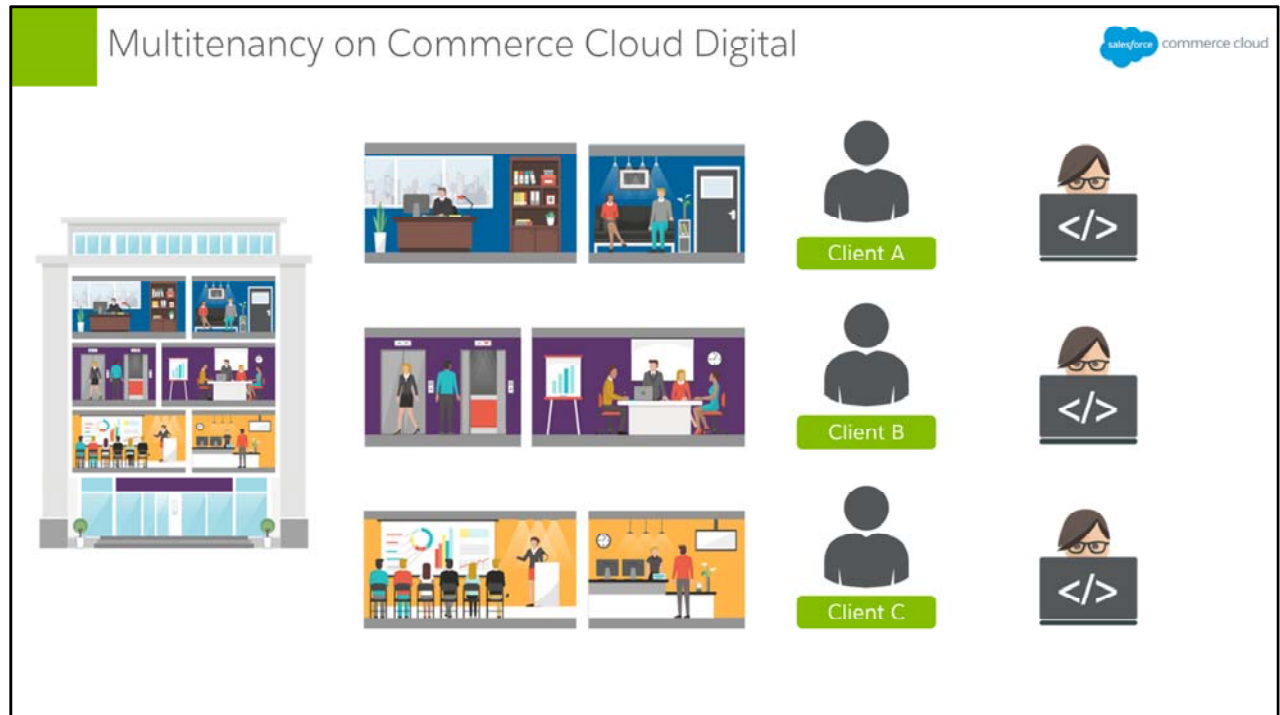 Multitenancy on Commerce Cloud Digital
salesforce commerce cloud
Client A
</>
Client B
</>
Client C
</>